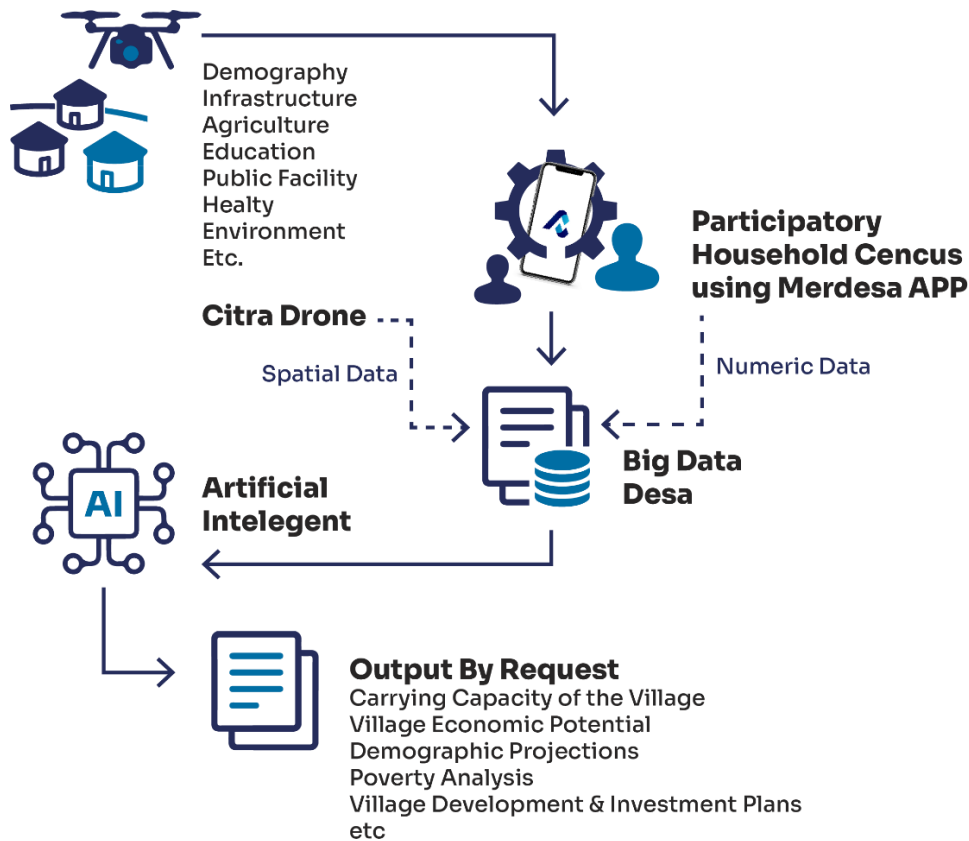 Demography
Infrastructure
Agriculture
Education
Public Facility
Healty
Environment
Etc.
Citra Drone
Spatial Data
Participatory
Household Cencus
using Merdesa APP
Numeric Data
Big Data
Desa
AI
Artificial
Intelegent
Output By Request
Carrying Capacity of the Village
Village Economic Potential
Demographic Projections
Poverty Analysis
Village Development & Investment Plans
etc